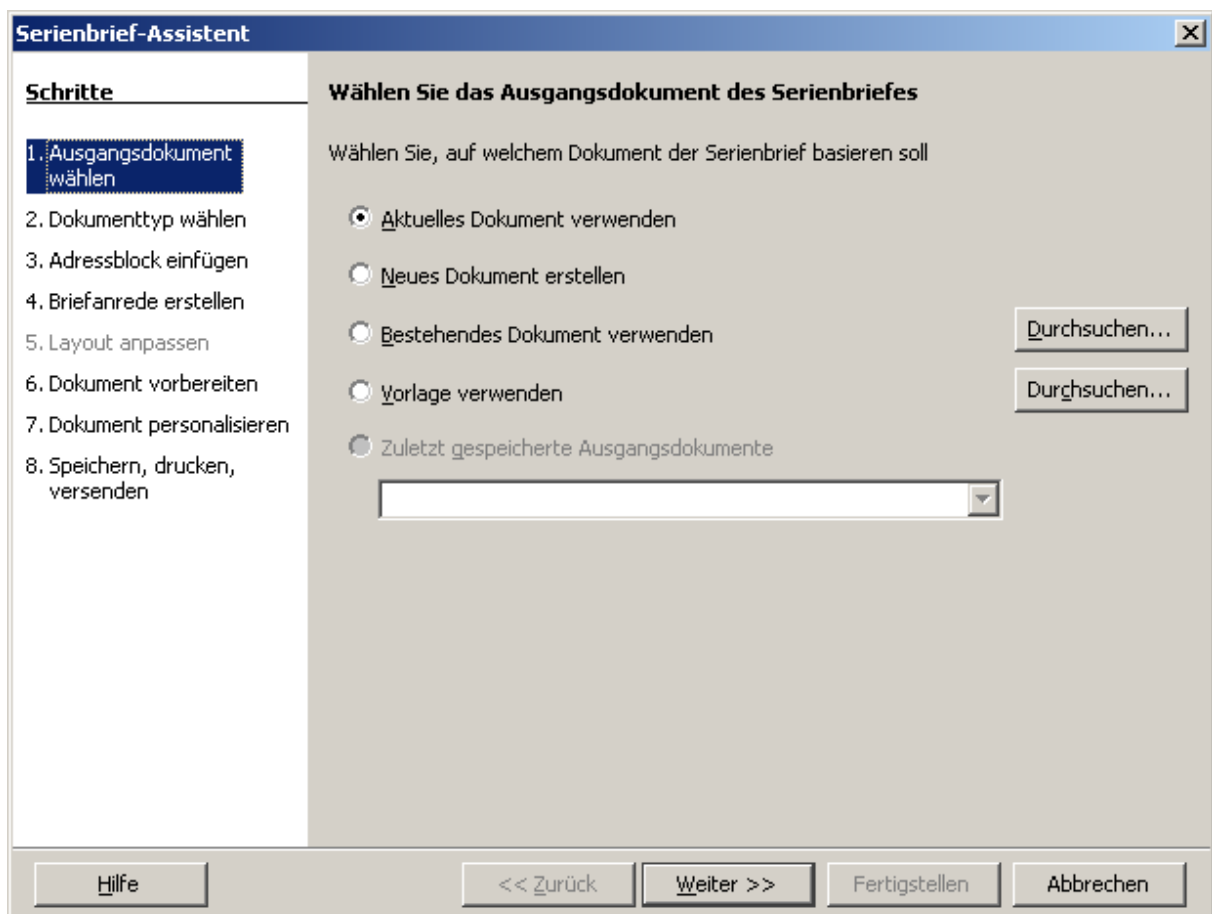 Serienbrief-Assistent
Schritte
1. Ausgangsdokument
wählen
2. Dokumenttyp wählen
3. Adressblock einfügen
4. Briefanrede erstellen
5. Layout anpassen
6. Dokument vorbereiten
7. Dokument personalisieren
8. Speichern, drucken,
versenden
Wählen Sie das Ausgangsdokument des Serienbriefes
Wählen Sie, auf welchem Dokument der Serienbrief basieren soll
Aktuelles Dokument verwenden
Neues Dokument erstellen
Bestehendes Dokument verwenden
Durchsuchen...
Vorlage verwenden
Durchsuchen...
Zuletzt gespeicherte Ausgangsdokumente
Hilfe
<< Zurück
Weiter >>
Fertigstellen
Abbrechen